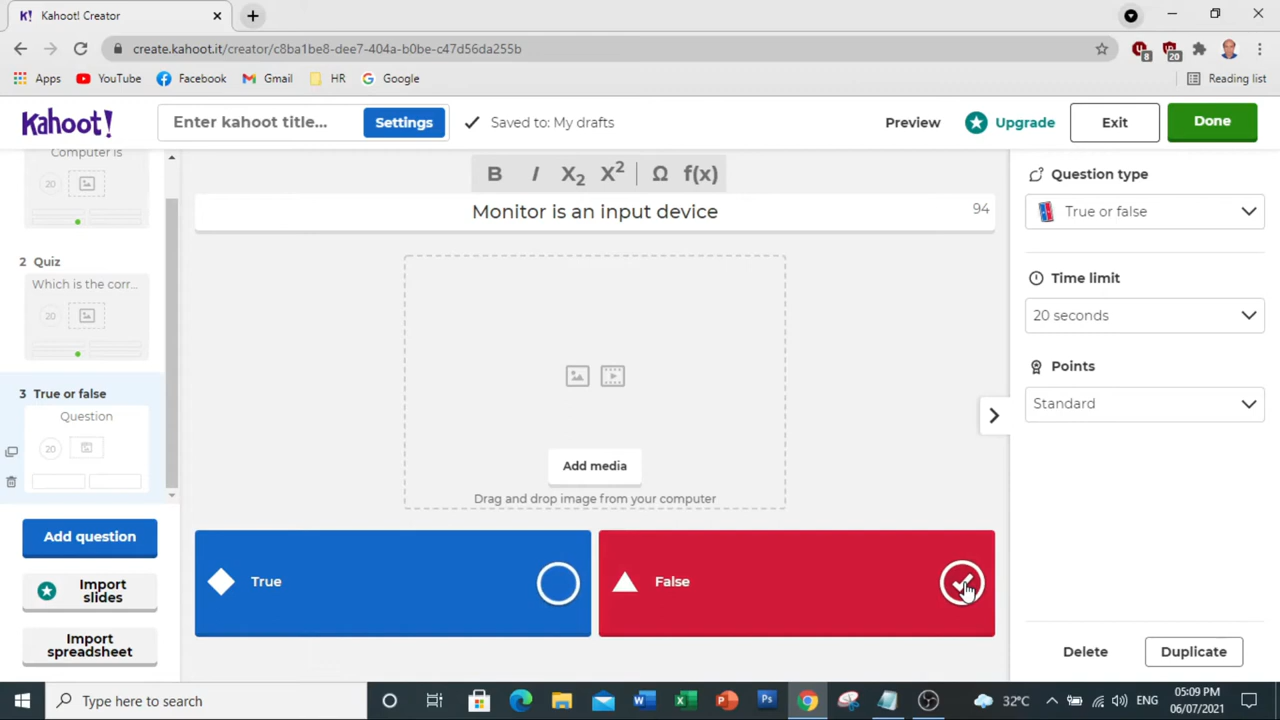 K! Kahoot! Creator
create.kahoot.it/creator/c8ba1be8-dee7-404a-b0be-c47d56da255b
8
20
Apps YouTube Facebook Gmail HR Google Reading list
Kahoot! Enter kahoot title... Settings Saved to: My drafts Preview Upgrade Exit Done
Computer is
20
2 Quiz
Which is the corr...
20
3 True or false
Question
20
Add question
Import slides
Import spreadsheet
B I X2 X2 Ω f(x)
Monitor is an input device 94
Add media
Drag and drop image from your computer
True False
Question type
True or false
Time limit
20 seconds
Points
Standard
Delete Duplicate
Type here to search
32°C ENG 05:09 PM
06/07/2021